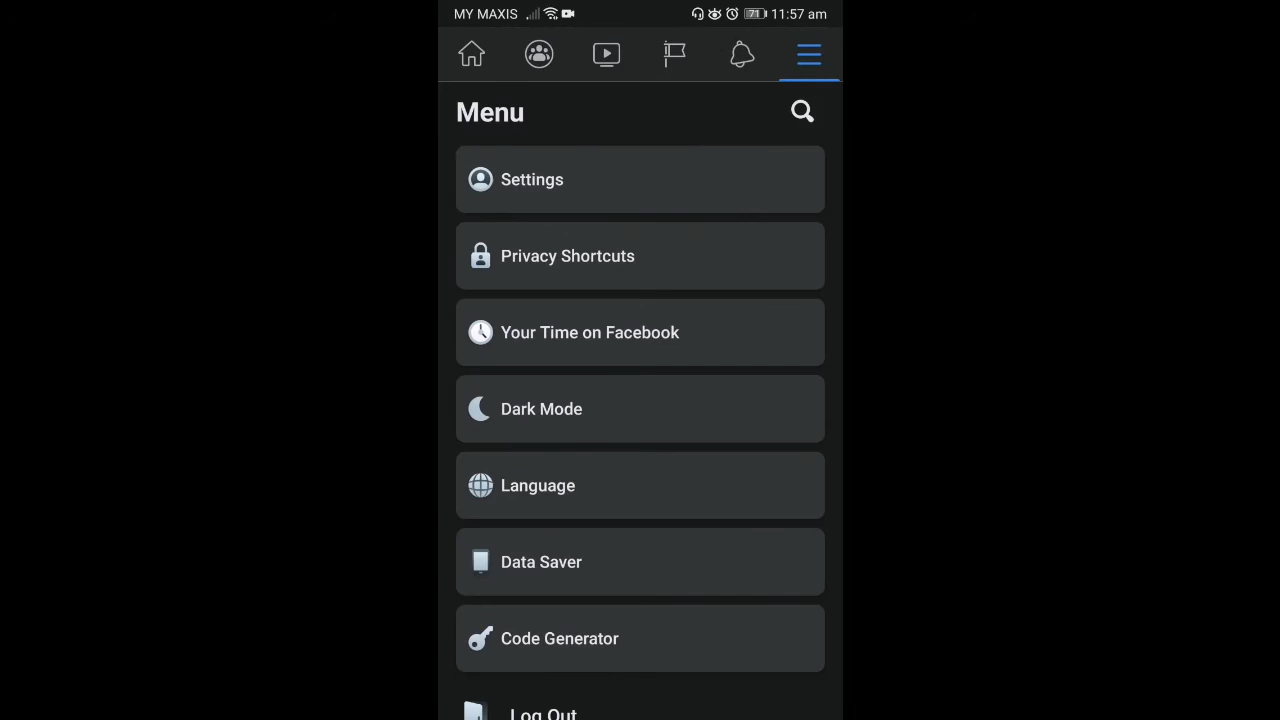 MY MAXIS 71 11:57 am
Menu
Settings
Privacy Shortcuts
Your Time on Facebook
Dark Mode
Language
Data Saver
Code Generator
Log Out